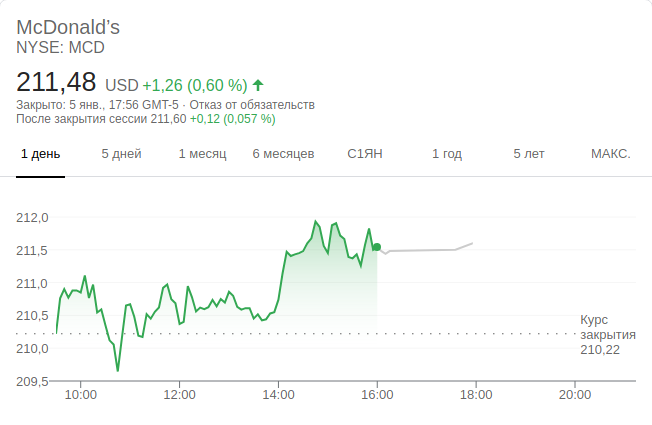 McDonald’s
NYSE: MCD
211,48 USD +1,26 (0,60 %)
Закрыто: 5 янв., 17:56 GMT-5 · Отказ от обязательств
После закрытия сессии 211,60 +0,12 (0,057 %)
1 день 5 дней 1 месяц 6 месяцев С1ЯН 1 год 5 лет МАКС.
212,0
211,5
211,0
210,5
210,0
209,5
Курс
закрытия
210,22
10:00 12:00 14:00 16:00 18:00 20:00